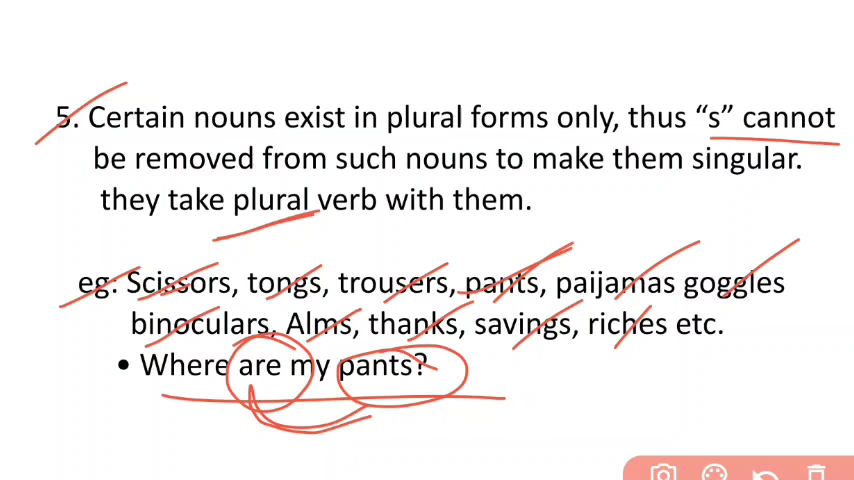 5. Certain nouns exist in plural forms only, thus “s” cannot
be removed from such nouns to make them singular.
they take plural verb with them.
eg: Scissors, tongs, trousers, pants, paijamas goggles
binoculars, Alms, thanks, savings, riches etc.
• Where are my pants?